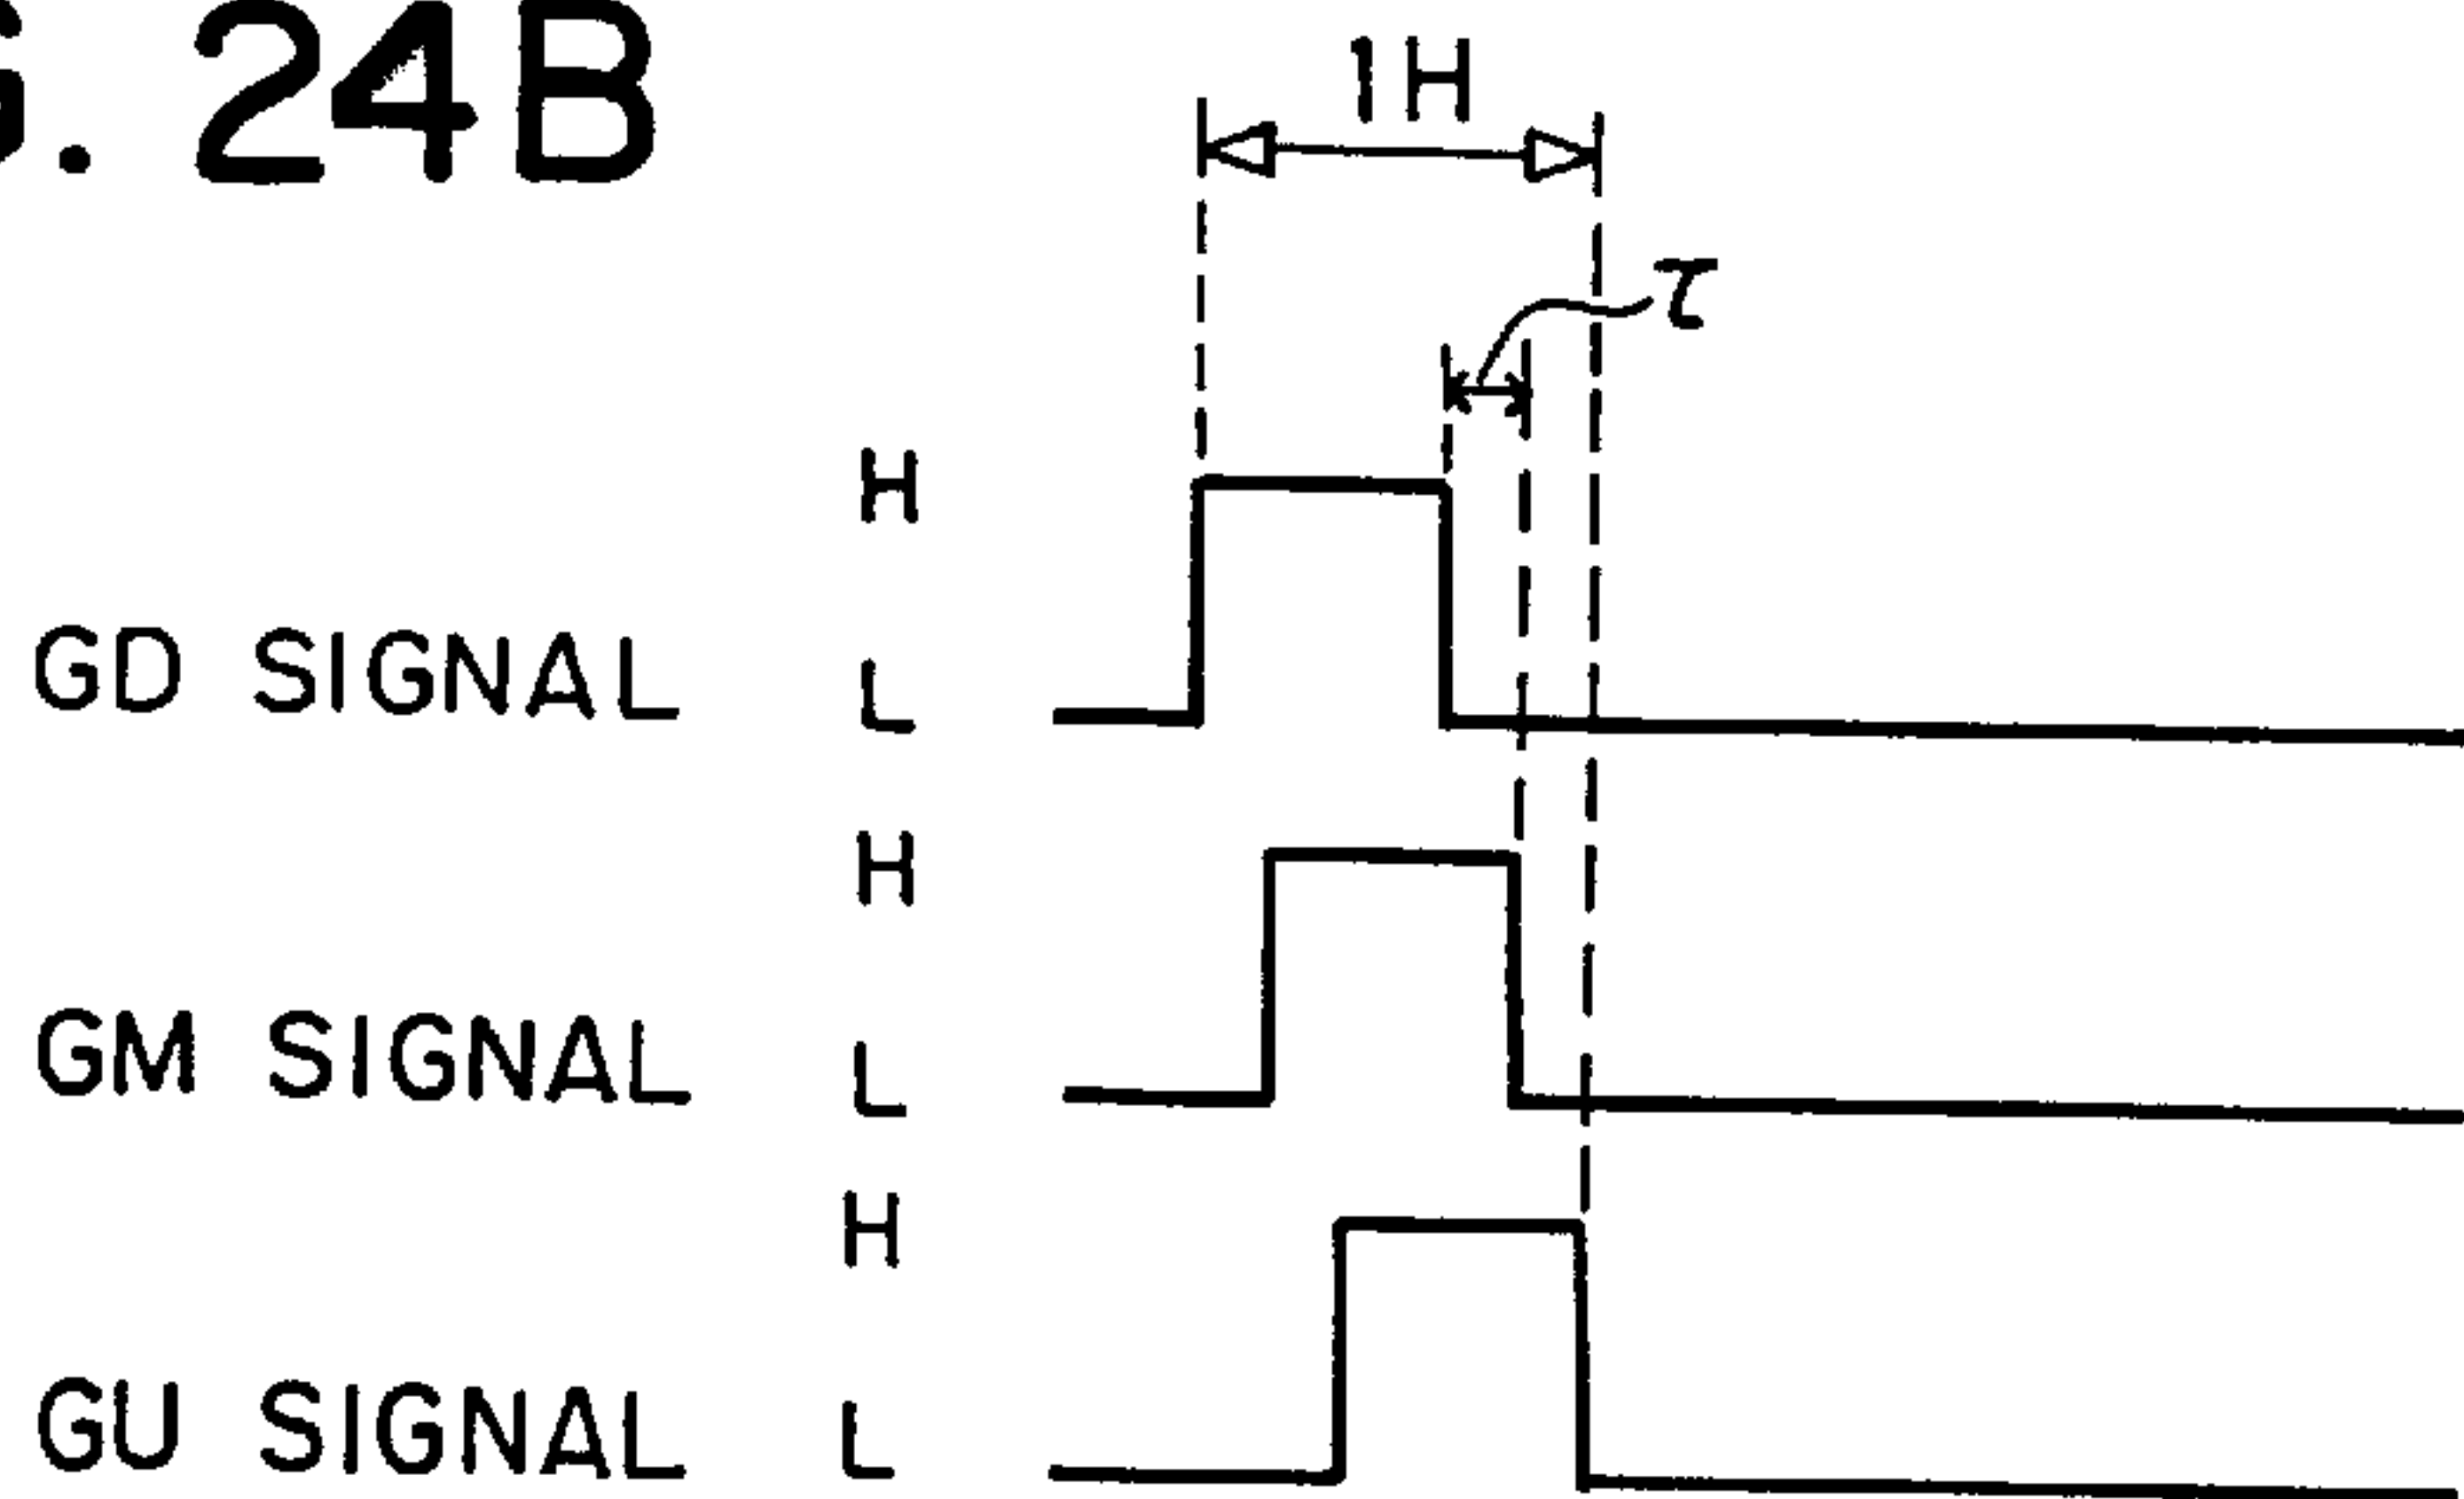 . 24B
1H
τ
H
GD SIGNAL L
H
GM SIGNAL L
H
GU SIGNAL L